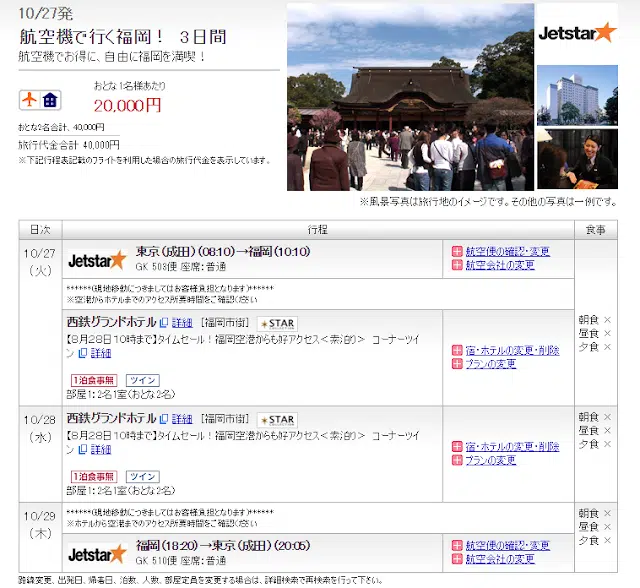 10/27発
航空機で行く福岡！ 3日間
航空機でお得に、自由に福岡を満喫！
おとな1名様あたり
20,000円
おとな2名合計、40,000円
旅行代金合計 40,000円
※下記行程表記載のフライトを利用した場合の旅行代金を表示しています。
Jetstar
※風景写真は旅行地のイメージです。その他の写真は一例です。
日次 行程 食事
10/27
（火）
Jetstar
東京（成田）（08:10）→福岡（10:10）
GK 503便 座席：普通
航空便の確認・変更
航空会社の変更
******(現地移動につきましてはお客様負担となります)******
※空港からホテルまでのアクセス所要時間をご確認ください
西鉄グランドホテル 詳細 [福岡市街] ★STAR
【8月28日10時まで】タイムセール！福岡空港からも好アクセス＜素泊り＞ コーナーツイ
ン 詳細
1泊食事無 ツイン
部屋1：2名1室（おとな2名）
宿・ホテルの変更・削除
プランの変更
朝食 ×
昼食 ×
夕食 ×
10/28
（水）
西鉄グランドホテル 詳細 [福岡市街] ★STAR
【8月28日10時まで】タイムセール！福岡空港からも好アクセス＜素泊り＞ コーナーツイ
ン 詳細
1泊食事無 ツイン
部屋1：2名1室（おとな2名）
宿・ホテルの変更・削除
プランの変更
朝食 ×
昼食 ×
夕食 ×
10/29
（木）
******(現地移動につきましてはお客様負担となります)******
※ホテルから空港までのアクセス所要時間をご確認ください
Jetstar
福岡（18:20）→東京（成田）（20:05）
GK 510便 座席：普通
航空便の確認・変更
航空会社の変更
朝食 ×
昼食 ×
夕食 ×
路線変更、出発日、帰着日、泊数、人数、部屋定員を変更する場合は、詳細検索で再検索を行って下さい。